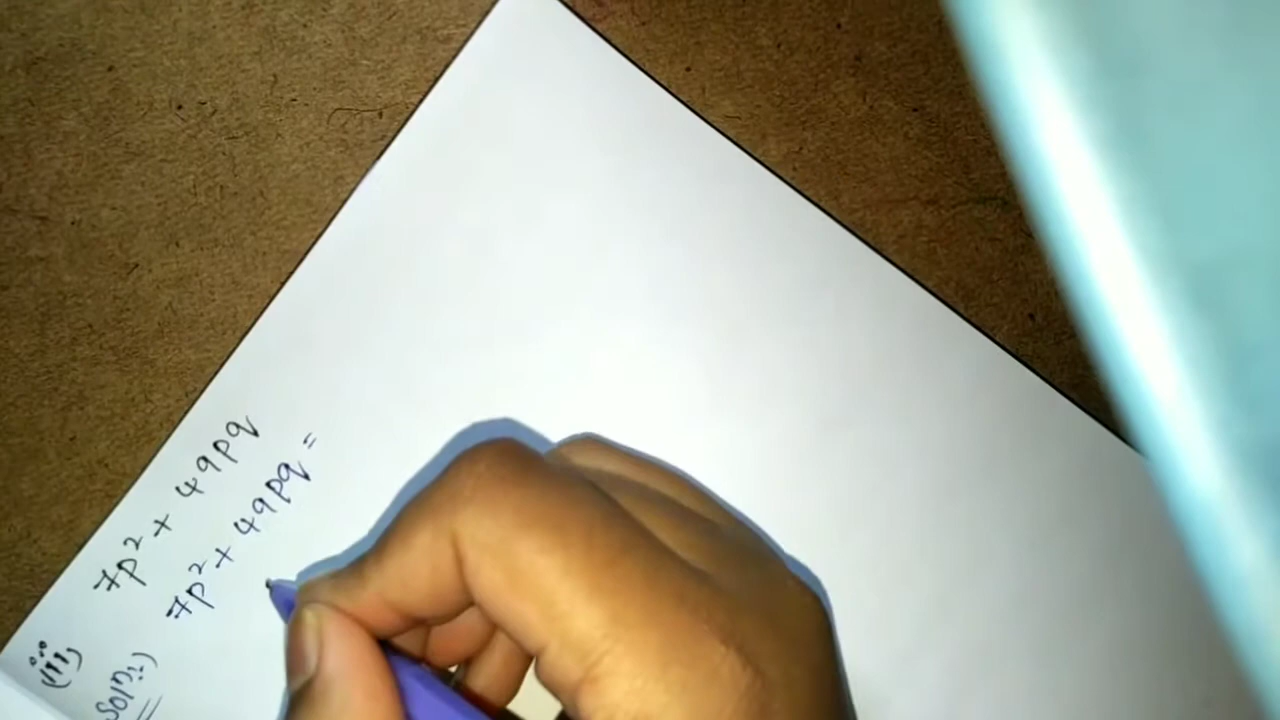 (iii) 7p² + 49pq
Soln:) 7p² + 49pq =